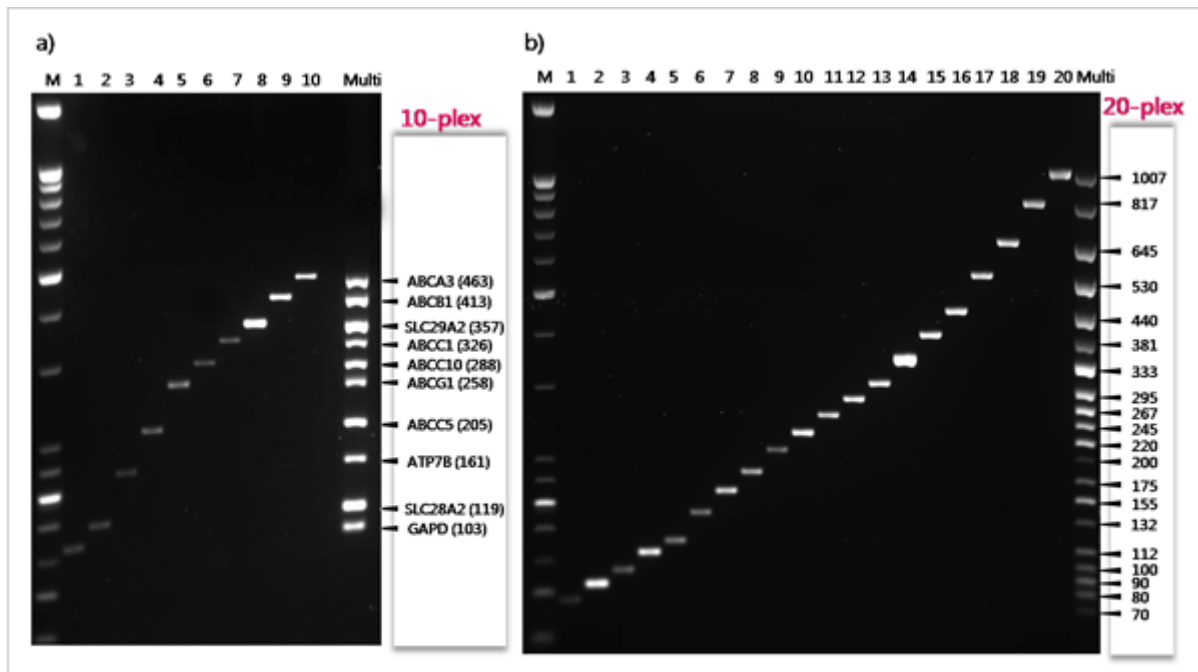 a)
M 1 2 3 4 5 6 7 8 9 10 Multi
10-plex
ABCA3 (463)
ABCB1 (413)
SLC29A2 (357)
ABCC1 (326)
ABCC10 (288)
ABCG1 (258)
ABCC5 (205)
ATP7B (161)
SLC28A2 (119)
GAPD (103)
b)
M 1 2 3 4 5 6 7 8 9 10 11 12 13 14 15 16 17 18 19 20 Multi
20-plex
1007
817
645
530
440
381
333
295
267
245
220
200
175
155
132
112
100
90
80
70